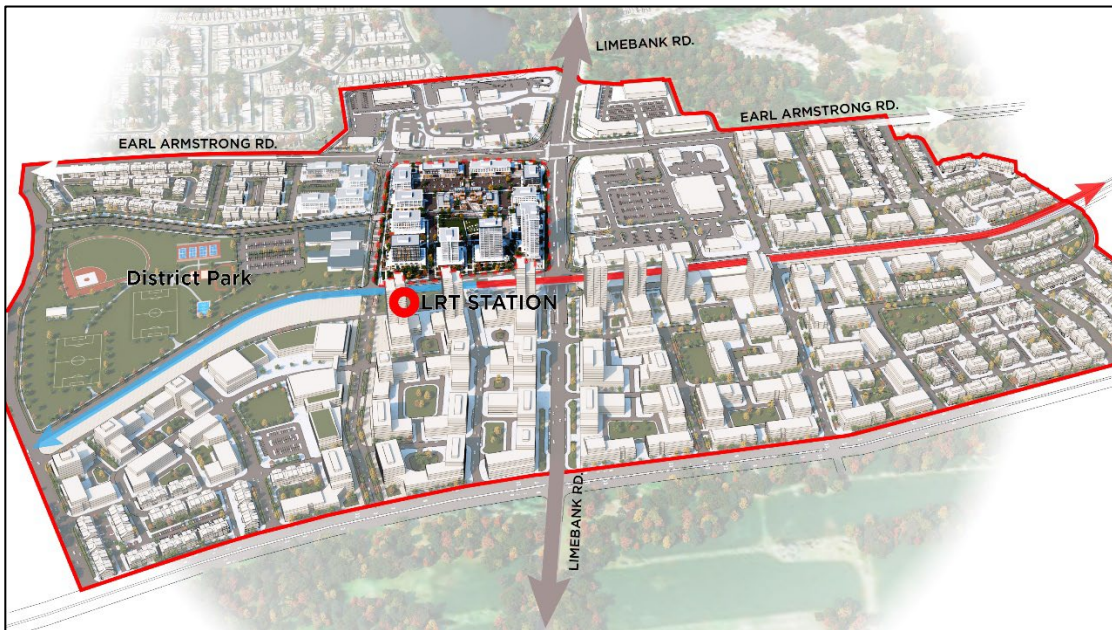 LIMEBANK RD.
EARL ARMSTRONG RD.
EARL ARMSTRONG RD.
District Park
LRT STATION
LIMEBANK RD.